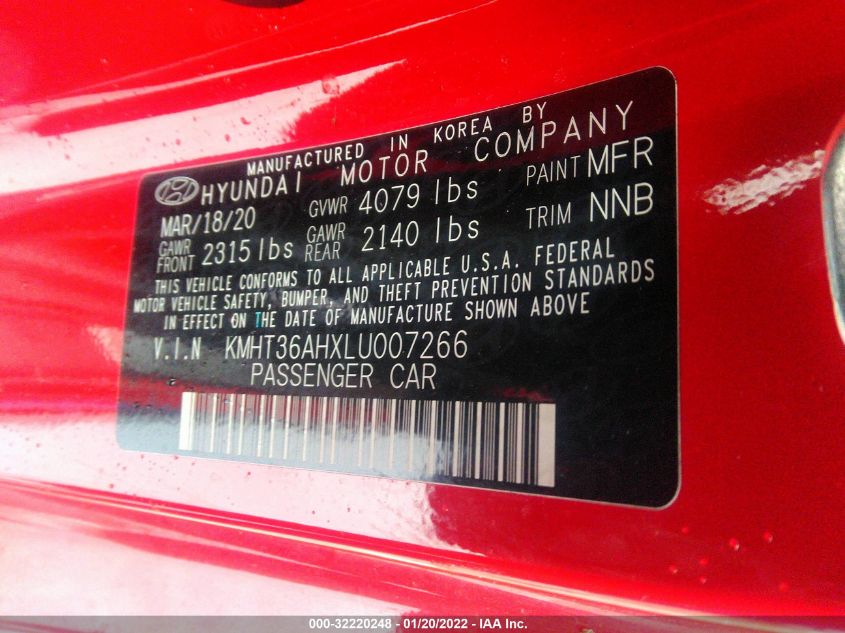 MANUFACTURED IN KOREA BY
HYUNDAI MOTOR COMPANY
MAR/18/20 GVWR 4079 lbs PAINT MFR
GAWR FRONT 2315 lbs GAWR REAR 2140 lbs TRIM NNB
THIS VEHICLE CONFORMS TO ALL APPLICABLE U.S.A. FEDERAL
MOTOR VEHICLE SAFETY, BUMPER, AND THEFT PREVENTION STANDARDS
IN EFFECT ON THE DATE OF MANUFACTURE SHOWN ABOVE
V.I.N KMHT36AHXLU007266
PASSENGER CAR
000-32220248 - 01/20/2022 - IAA Inc.